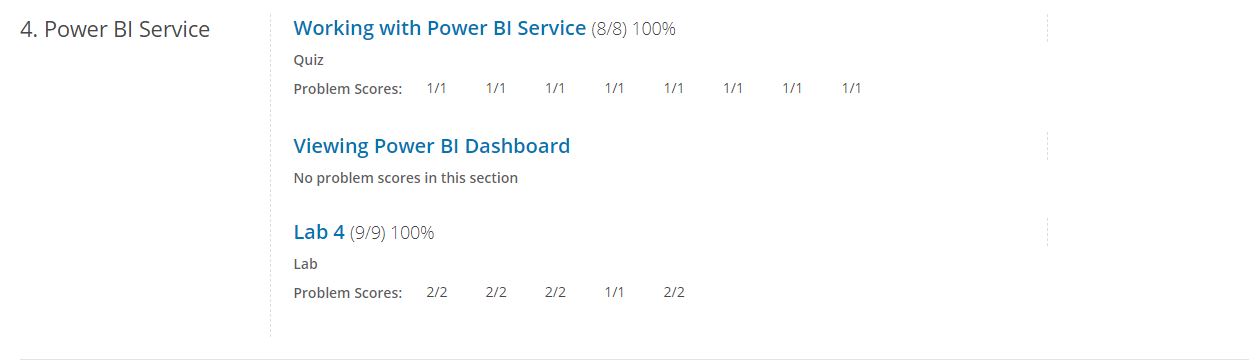 4. Power BI Service
Working with Power BI Service (8/8) 100%
Quiz
Problem Scores: 1/1 1/1 1/1 1/1 1/1 1/1 1/1 1/1
Viewing Power BI Dashboard
No problem scores in this section
Lab 4 (9/9) 100%
Lab
Problem Scores: 2/2 2/2 2/2 1/1 2/2